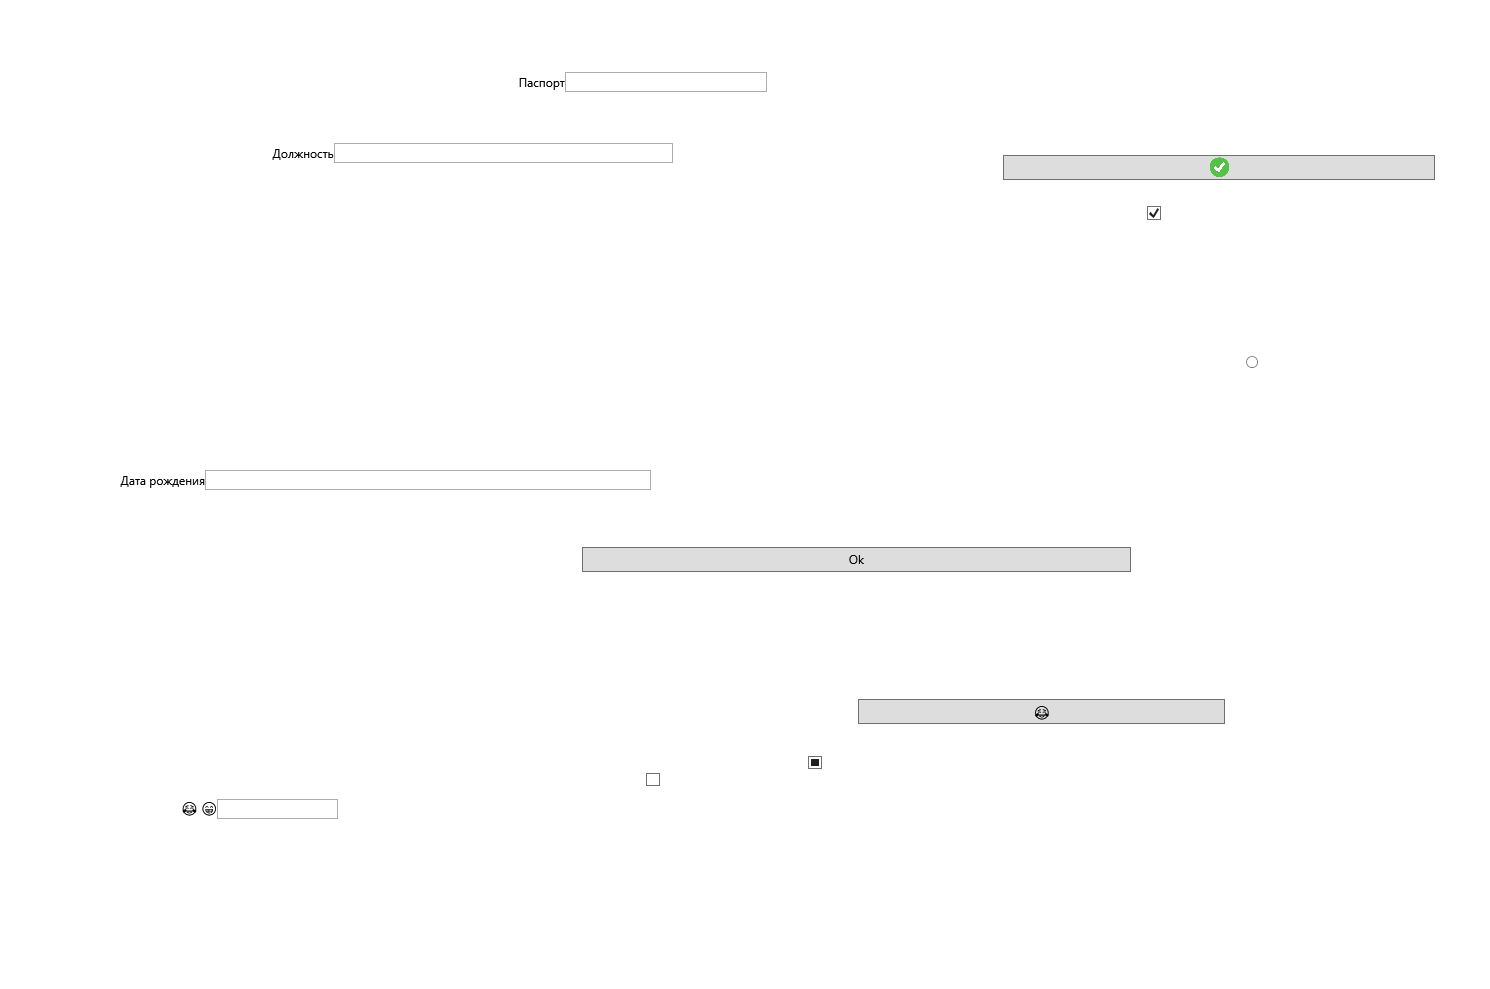 Паспорт
Должность
Дата рождения
Ok
😂
😂 😁